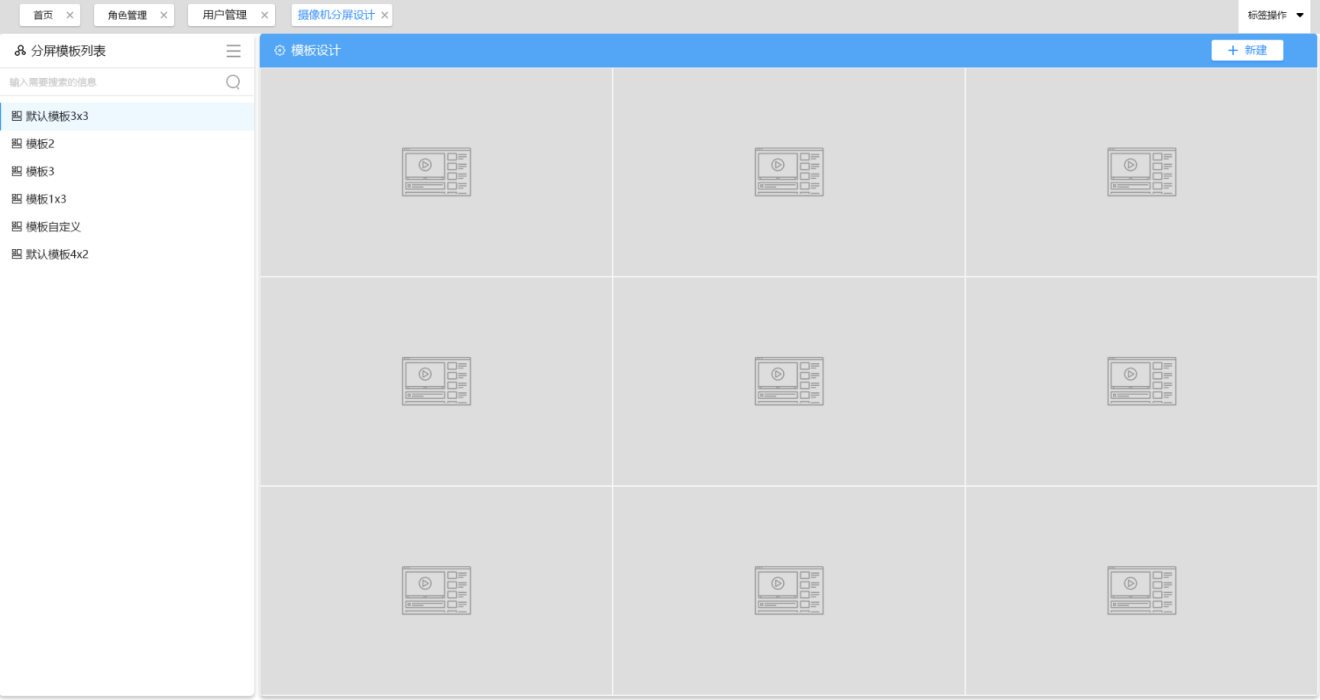 首页
角色管理
用户管理
摄像机分屏设计
标签操作
分屏模板列表
模板设计
新建
输入需要搜索的信息
默认模板3x3
模板2
模板3
模板1x3
模板自定义
默认模板4x2